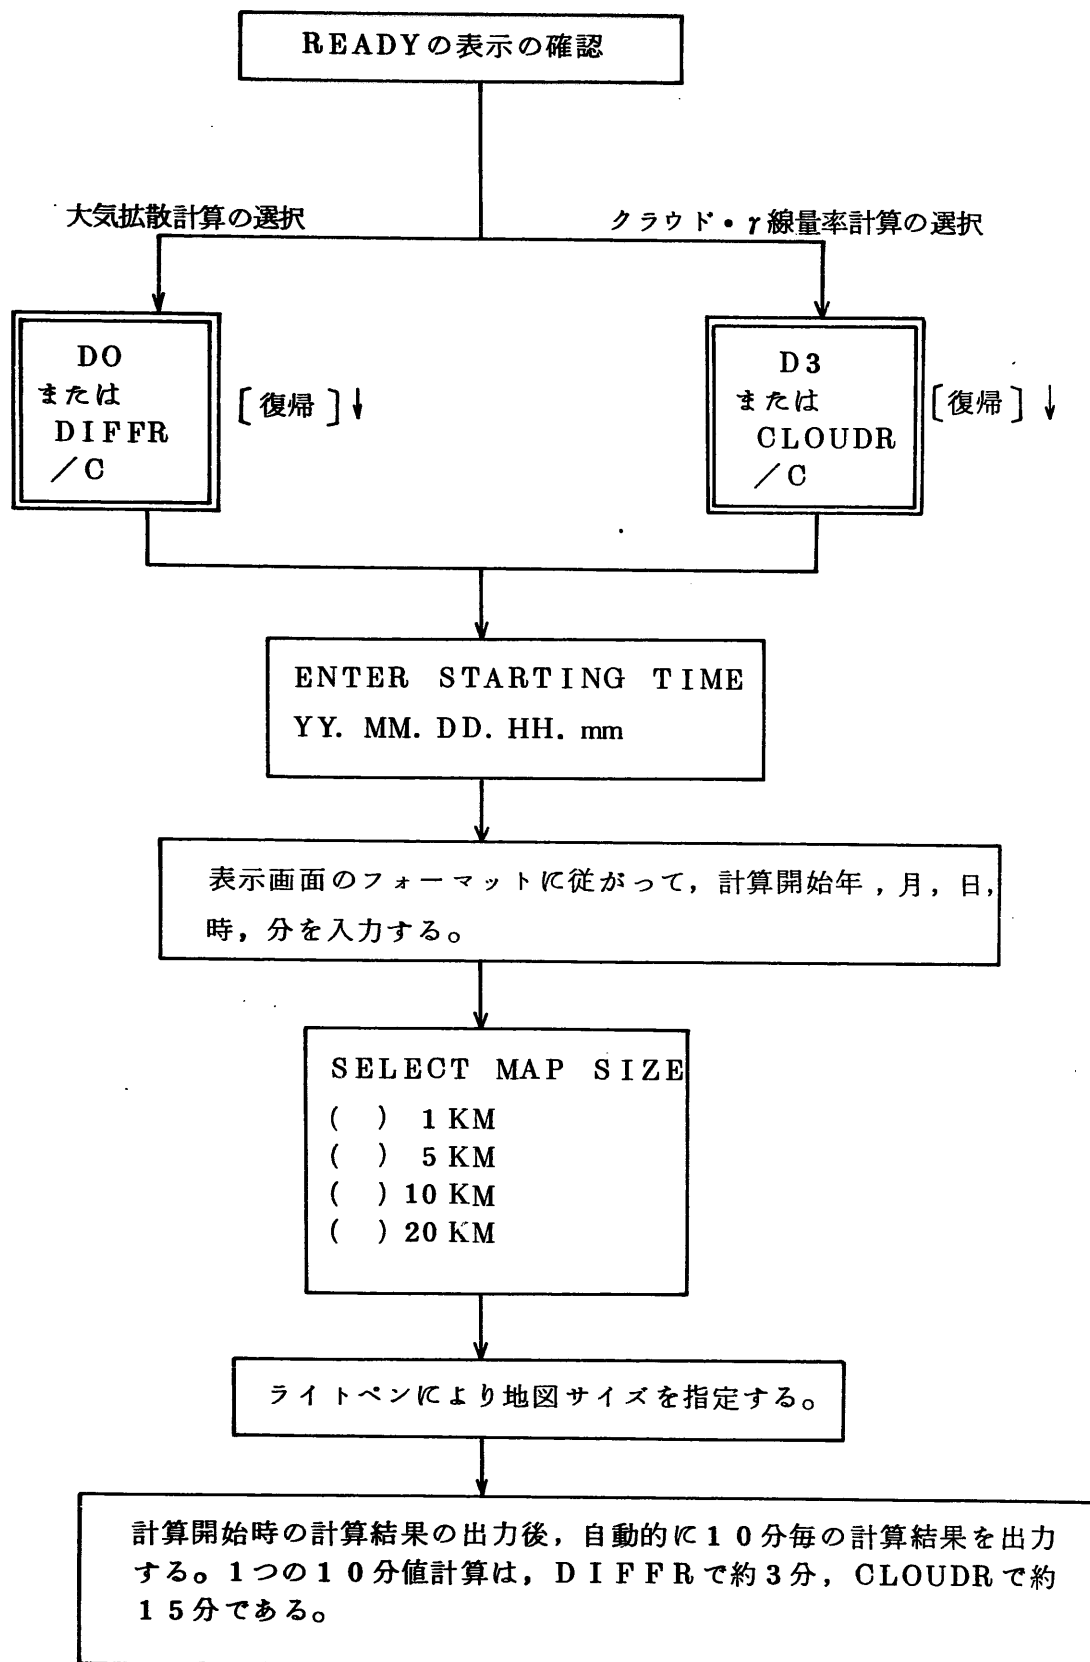 READYの表示の確認
大気拡散計算の選択
クラウド・γ線量率計算の選択
DO
または
DIFFR
/C
[復帰]↓
D3
または
CLOUDR
/C
[復帰]↓
ENTER STARTING TIME
YY. MM. DD. HH. mm
表示画面のフォーマットに従がって,計算開始年,月,日,
時,分を入力する。
SELECT MAP SIZE
( ) 1 KM
( ) 5 KM
( ) 10 KM
( ) 20 KM
ライトペンにより地図サイズを指定する。
計算開始時の計算結果の出力後,自動的に10分毎の計算結果を出力
する。1つの10分値計算は,DIFFRで約3分,CLOUDRで約
15分である。